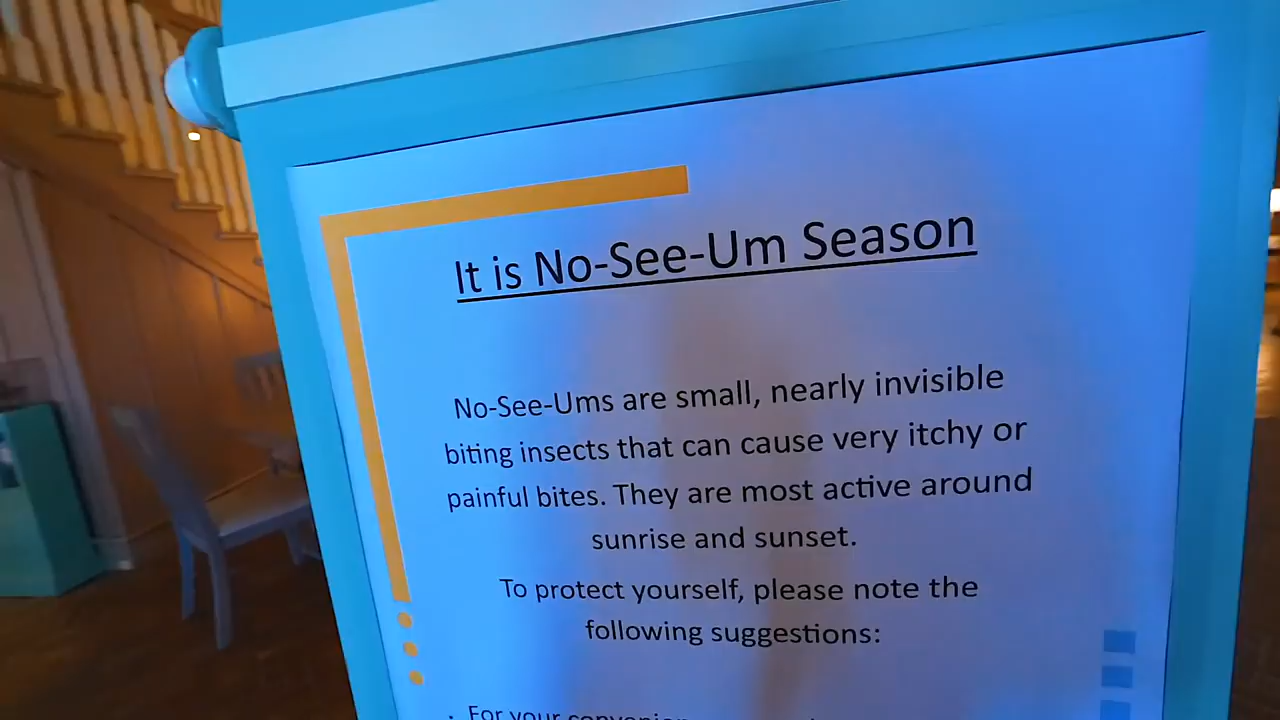 It is No-See-Um Season
No-See-Ums are small, nearly invisible
biting insects that can cause very itchy or
painful bites. They are most active around
sunrise and sunset.
To protect yourself, please note the
following suggestions:
· For your